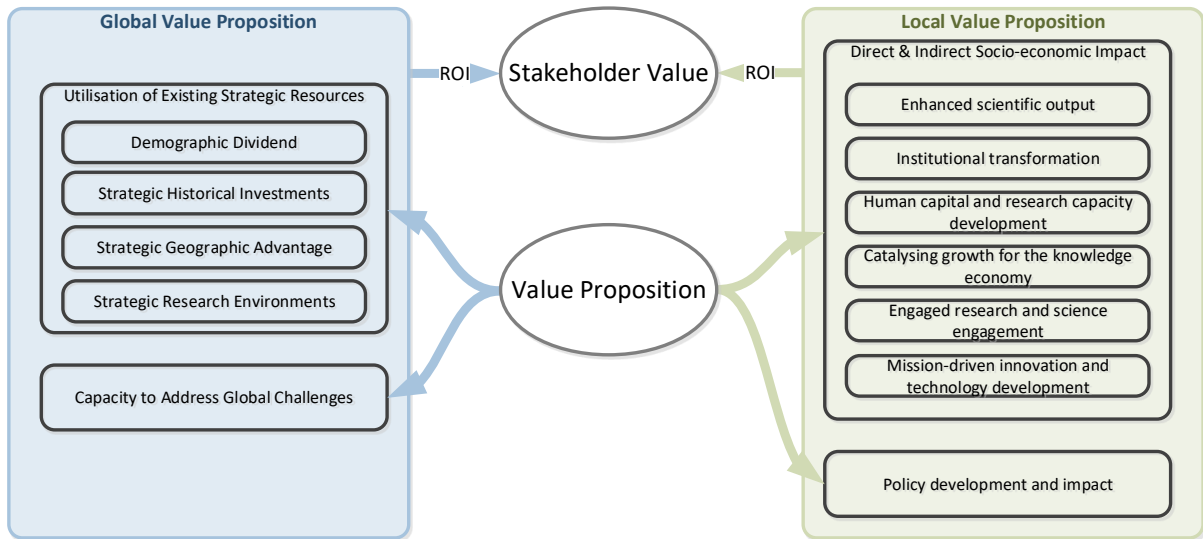 Global Value Proposition
Utilisation of Existing Strategic Resources
Demographic Dividend
Strategic Historical Investments
Strategic Geographic Advantage
Strategic Research Environments
Capacity to Address Global Challenges
ROI
Stakeholder Value
ROI
Value Proposition
Local Value Proposition
Direct & Indirect Socio-economic Impact
Enhanced scientific output
Institutional transformation
Human capital and research capacity
development
Catalysing growth for the knowledge
economy
Engaged research and science
engagement
Mission-driven innovation and
technology development
Policy development and impact